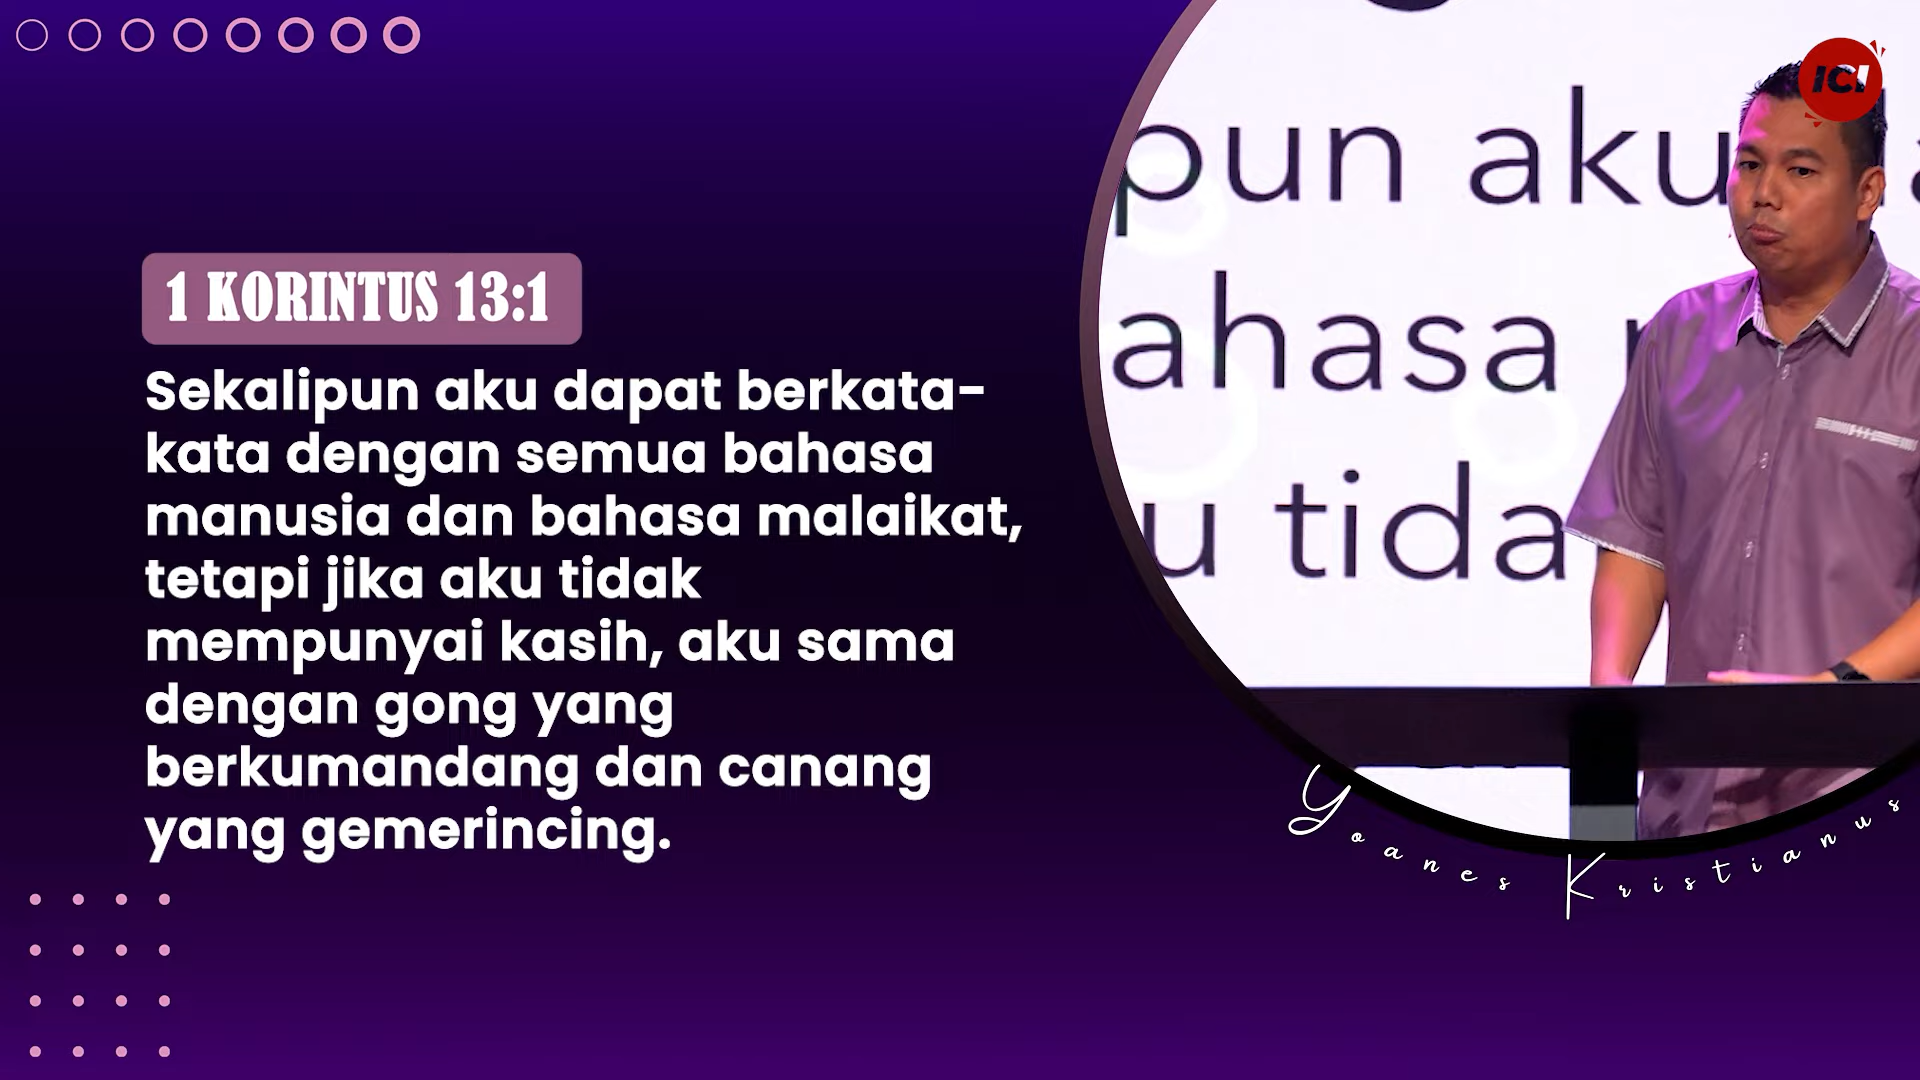 1 KORINTUS 13:1
Sekalipun aku dapat berkata-
kata dengan semua bahasa
manusia dan bahasa malaikat,
tetapi jika aku tidak
mempunyai kasih, aku sama
dengan gong yang
berkumandang dan canang
yang gemerincing.
ICI
pun aku
ahasa
u tida
Yoanes Kristianus